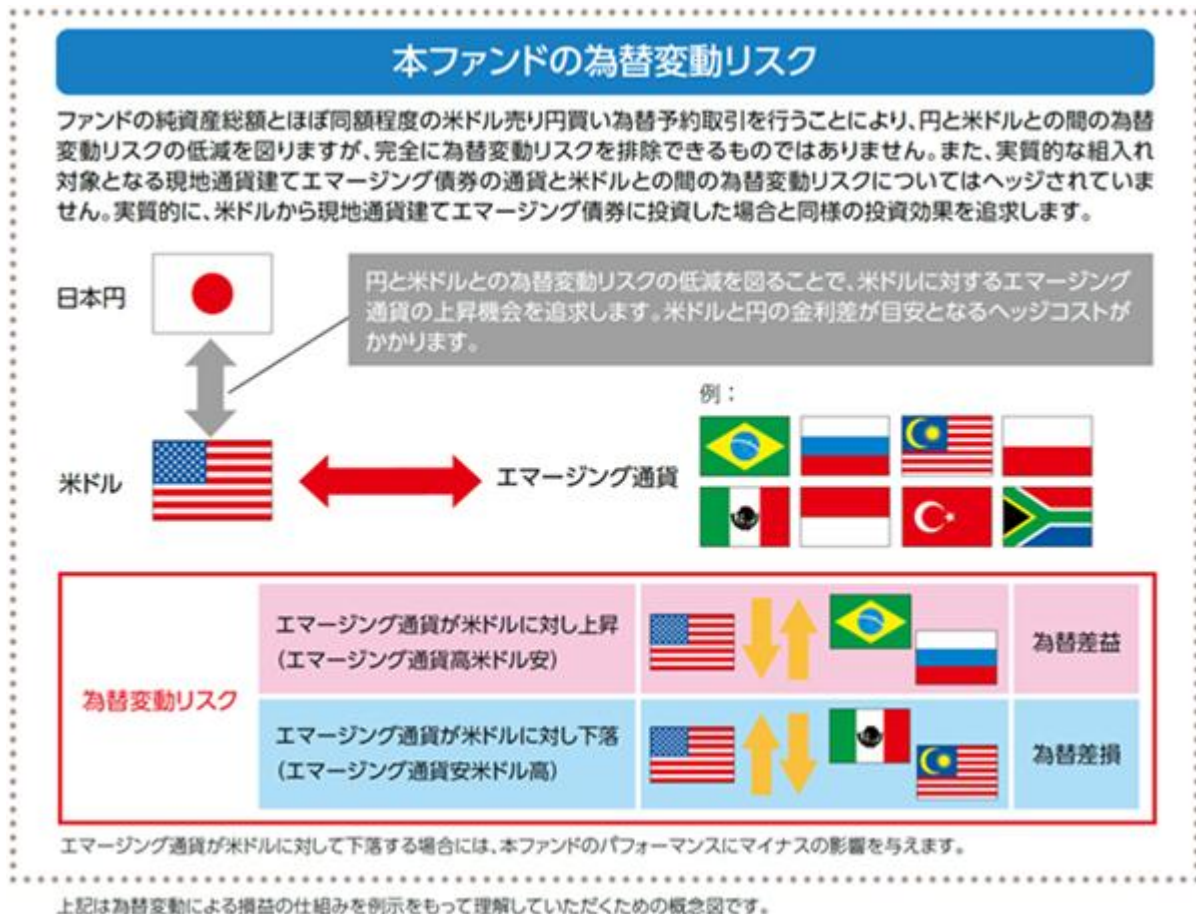 本ファンドの為替変動リスク
ファンドの純資産総額とほぼ同額程度の米ドル売り円買い為替予約取引を行うことにより、円と米ドルとの間の為替
変動リスクの低減を図りますが、完全に為替変動リスクを排除できるものではありません。また、実質的な組入れ
対象となる現地通貨建てエマージング債券の通貨と米ドルとの間の為替変動リスクについてはヘッジされていま
せん。実質的に、米ドルから現地通貨建てエマージング債券に投資した場合と同様の投資効果を追求します。
日本円
円と米ドルとの為替変動リスクの低減を図ることで、米ドルに対するエマージング
通貨の上昇機会を追求します。米ドルと円の金利差が目安となるヘッジコストが
かかります。
例：
米ドル
エマージング通貨
為替変動リスク
エマージング通貨が米ドルに対し上昇
（エマージング通貨高米ドル安）
為替差益
エマージング通貨が米ドルに対し下落
（エマージング通貨安米ドル高）
為替差損
エマージング通貨が米ドルに対して下落する場合には、本ファンドのパフォーマンスにマイナスの影響を与えます。
上記は為替変動による損益の仕組みを例示をもって理解していただくための概念図です。